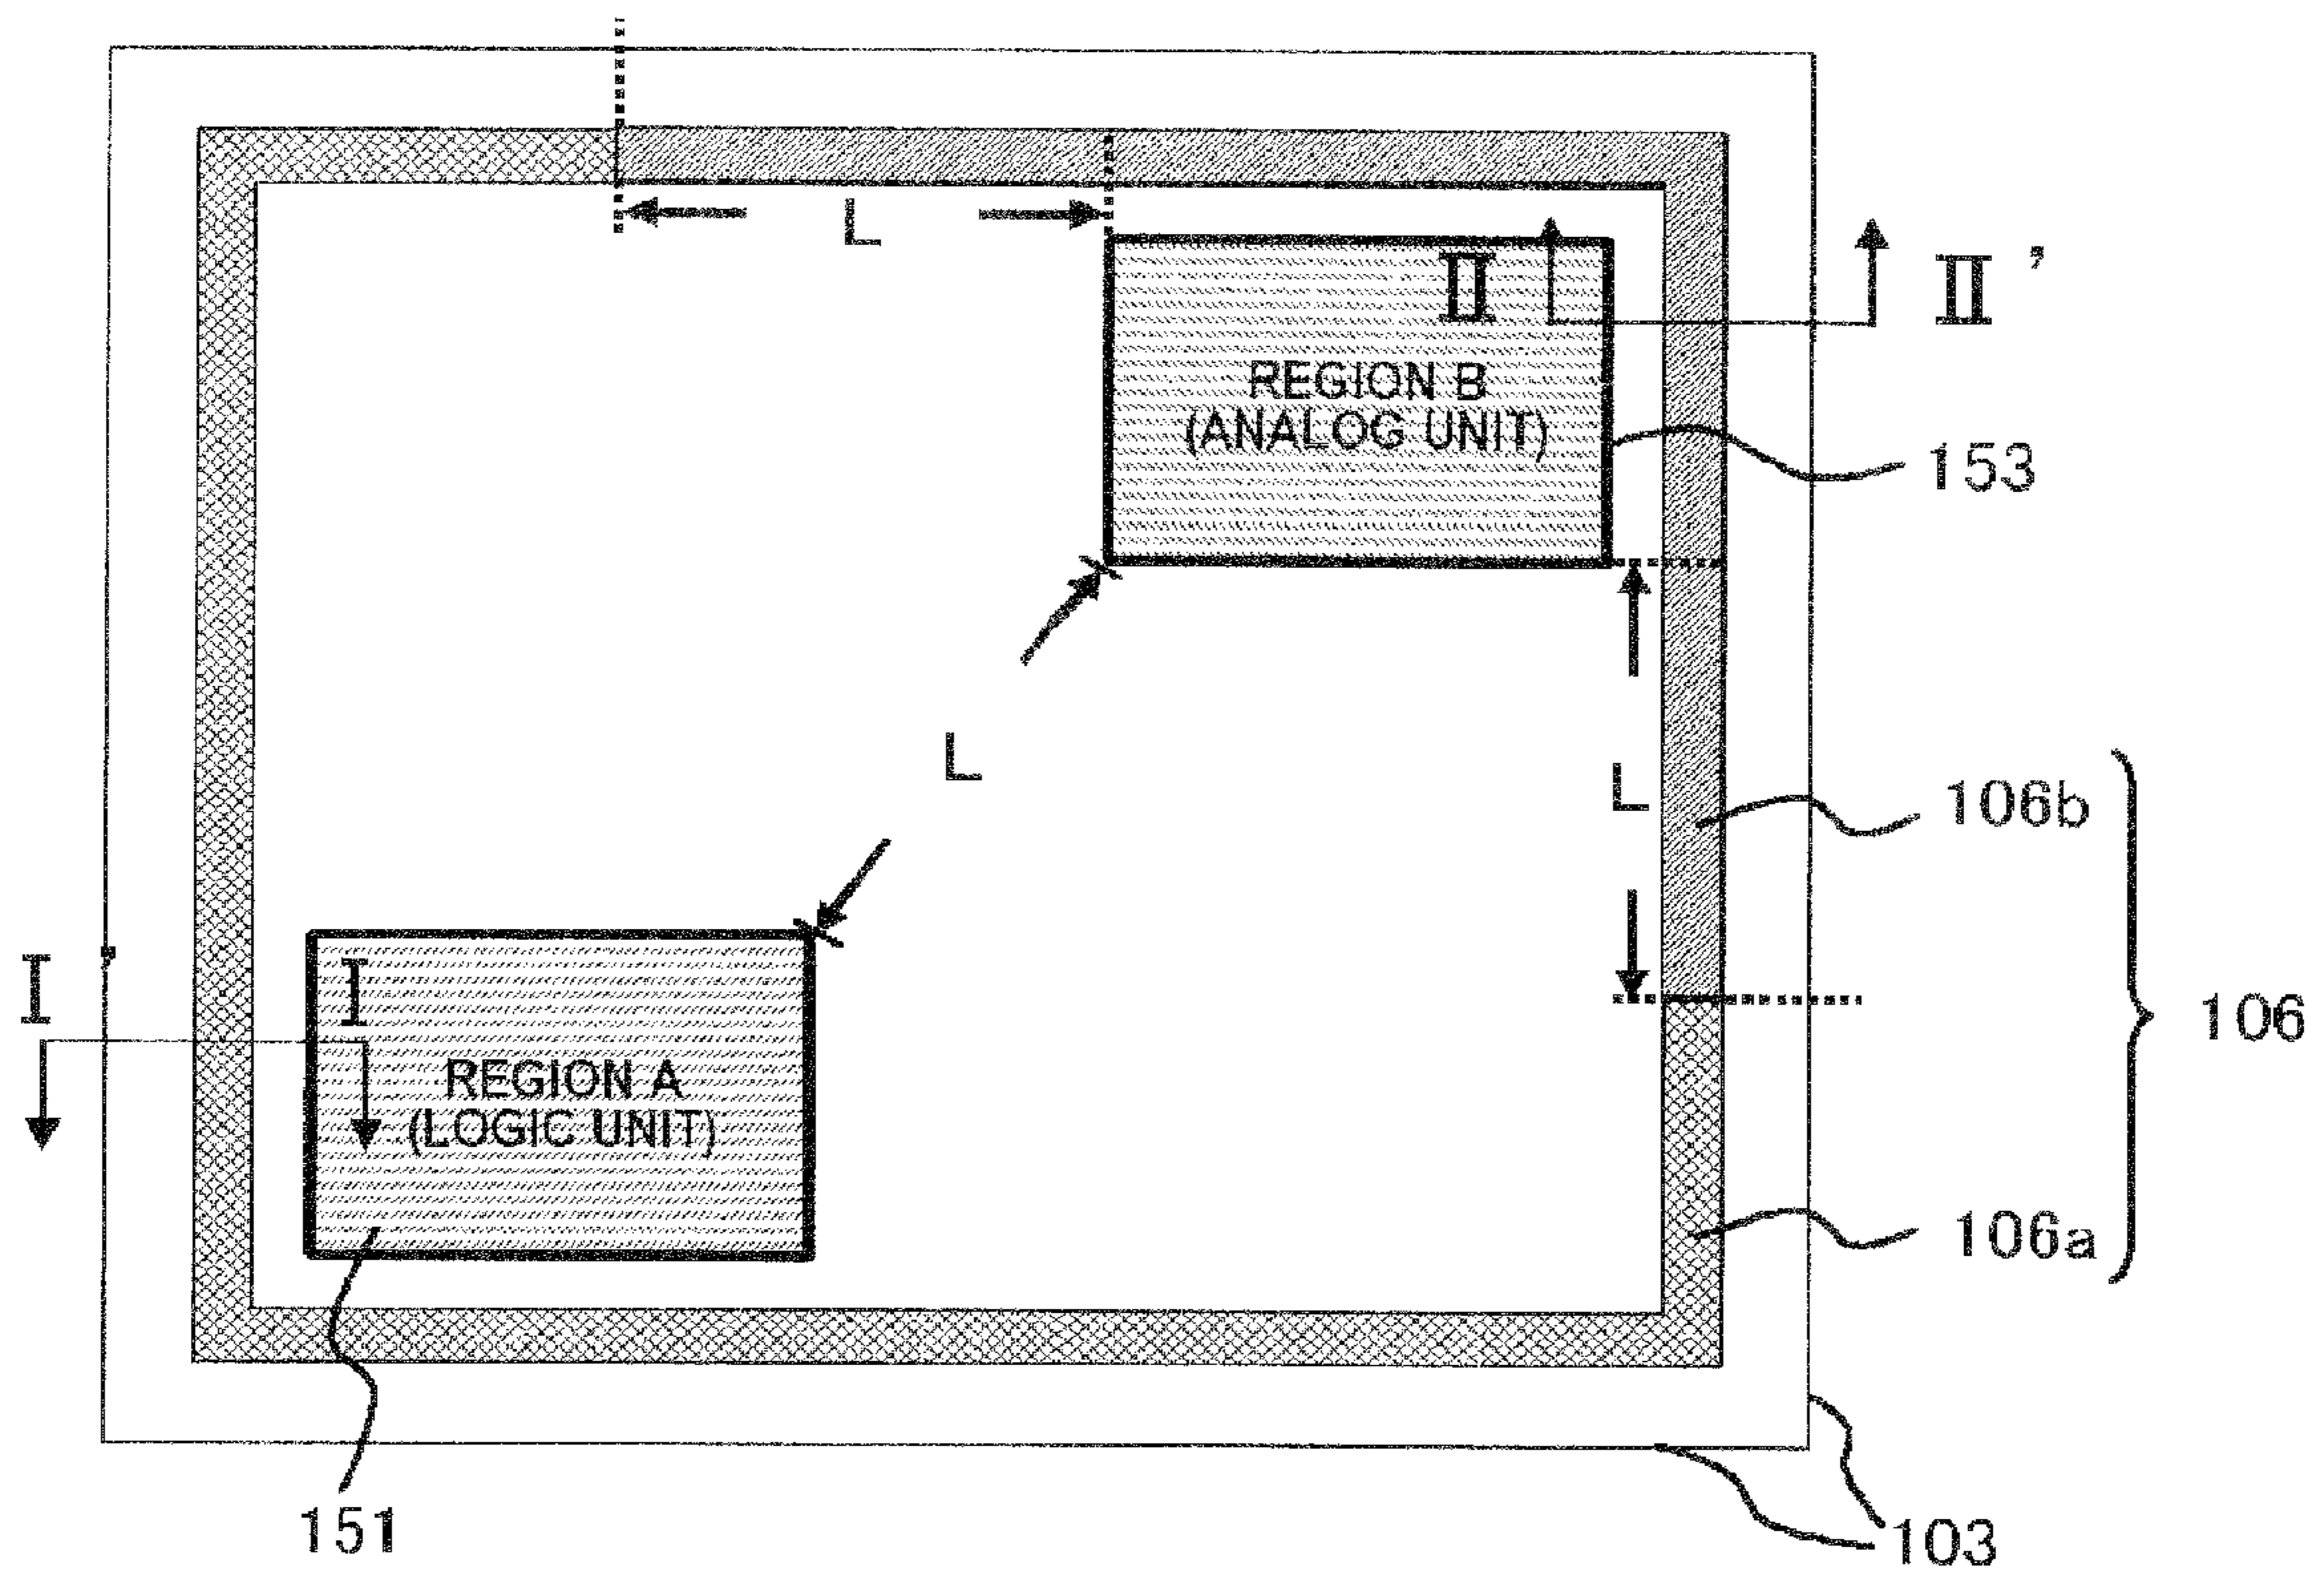 L
II
II’
REGION B
(ANALOG UNIT)
153
L
L
106b
I’
I
106
REGION A
(LOGIC UNIT)
106a
151
103